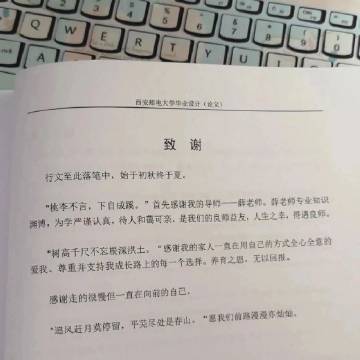 西安邮电大学毕业设计（论文）
致 谢
行文至此落笔中，始于初秋终于夏。
"桃李不言，下自成蹊。"首先感谢我的导师——薛老师。薛老师专业知识
渊博，为学严谨认真，待人和蔼可亲，是我们的良师益友，人生之幸，得遇良师。
"树高千尺不忘根深沃土。"感谢我的家人一直在用自己的方式全心全意的
爱我、尊重并支持我成长路上的每一个选择。养育之恩，无以回报。
感谢走的很慢但一直在向前的自己。
"追风赶月莫停留，平芜尽处是春山。"愿我们前路漫漫亦灿灿。